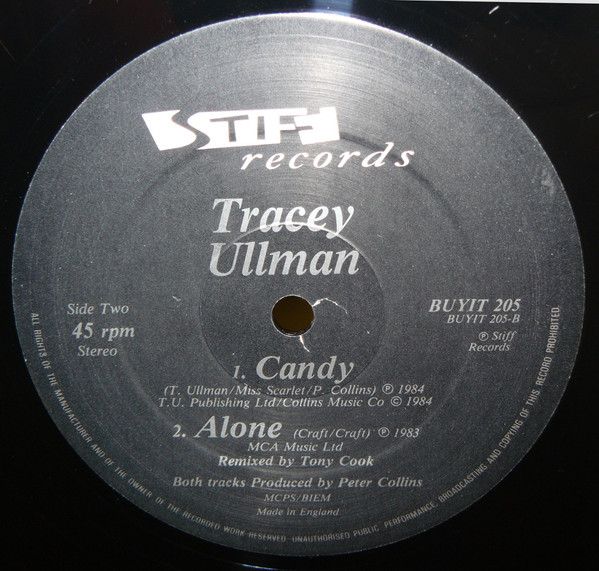 STIFF
records
Tracey
Ullman
Side Two
45 rpm
Stereo
BUYIT 205
BUYIT 205-B
℗ Stiff
Records
1. Candy
(T. Ullman/Miss Scarlet/P. Collins) ℗ 1984
T.U. Publishing Ltd/Collins Music Co © 1984
2. Alone (Craft/Craft) ℗ 1983
MCA Music Ltd
Remixed by Tony Cook
Both tracks Produced by Peter Collins
MCPS/BIEM
Made in England
ALL RIGHTS OF THE MANUFACTURER AND OF THE OWNER OF THE RECORDED WORK RESERVED. UNAUTHORISED PUBLIC PERFORMANCE, BROADCASTING AND COPYING OF THIS RECORD PROHIBITED.